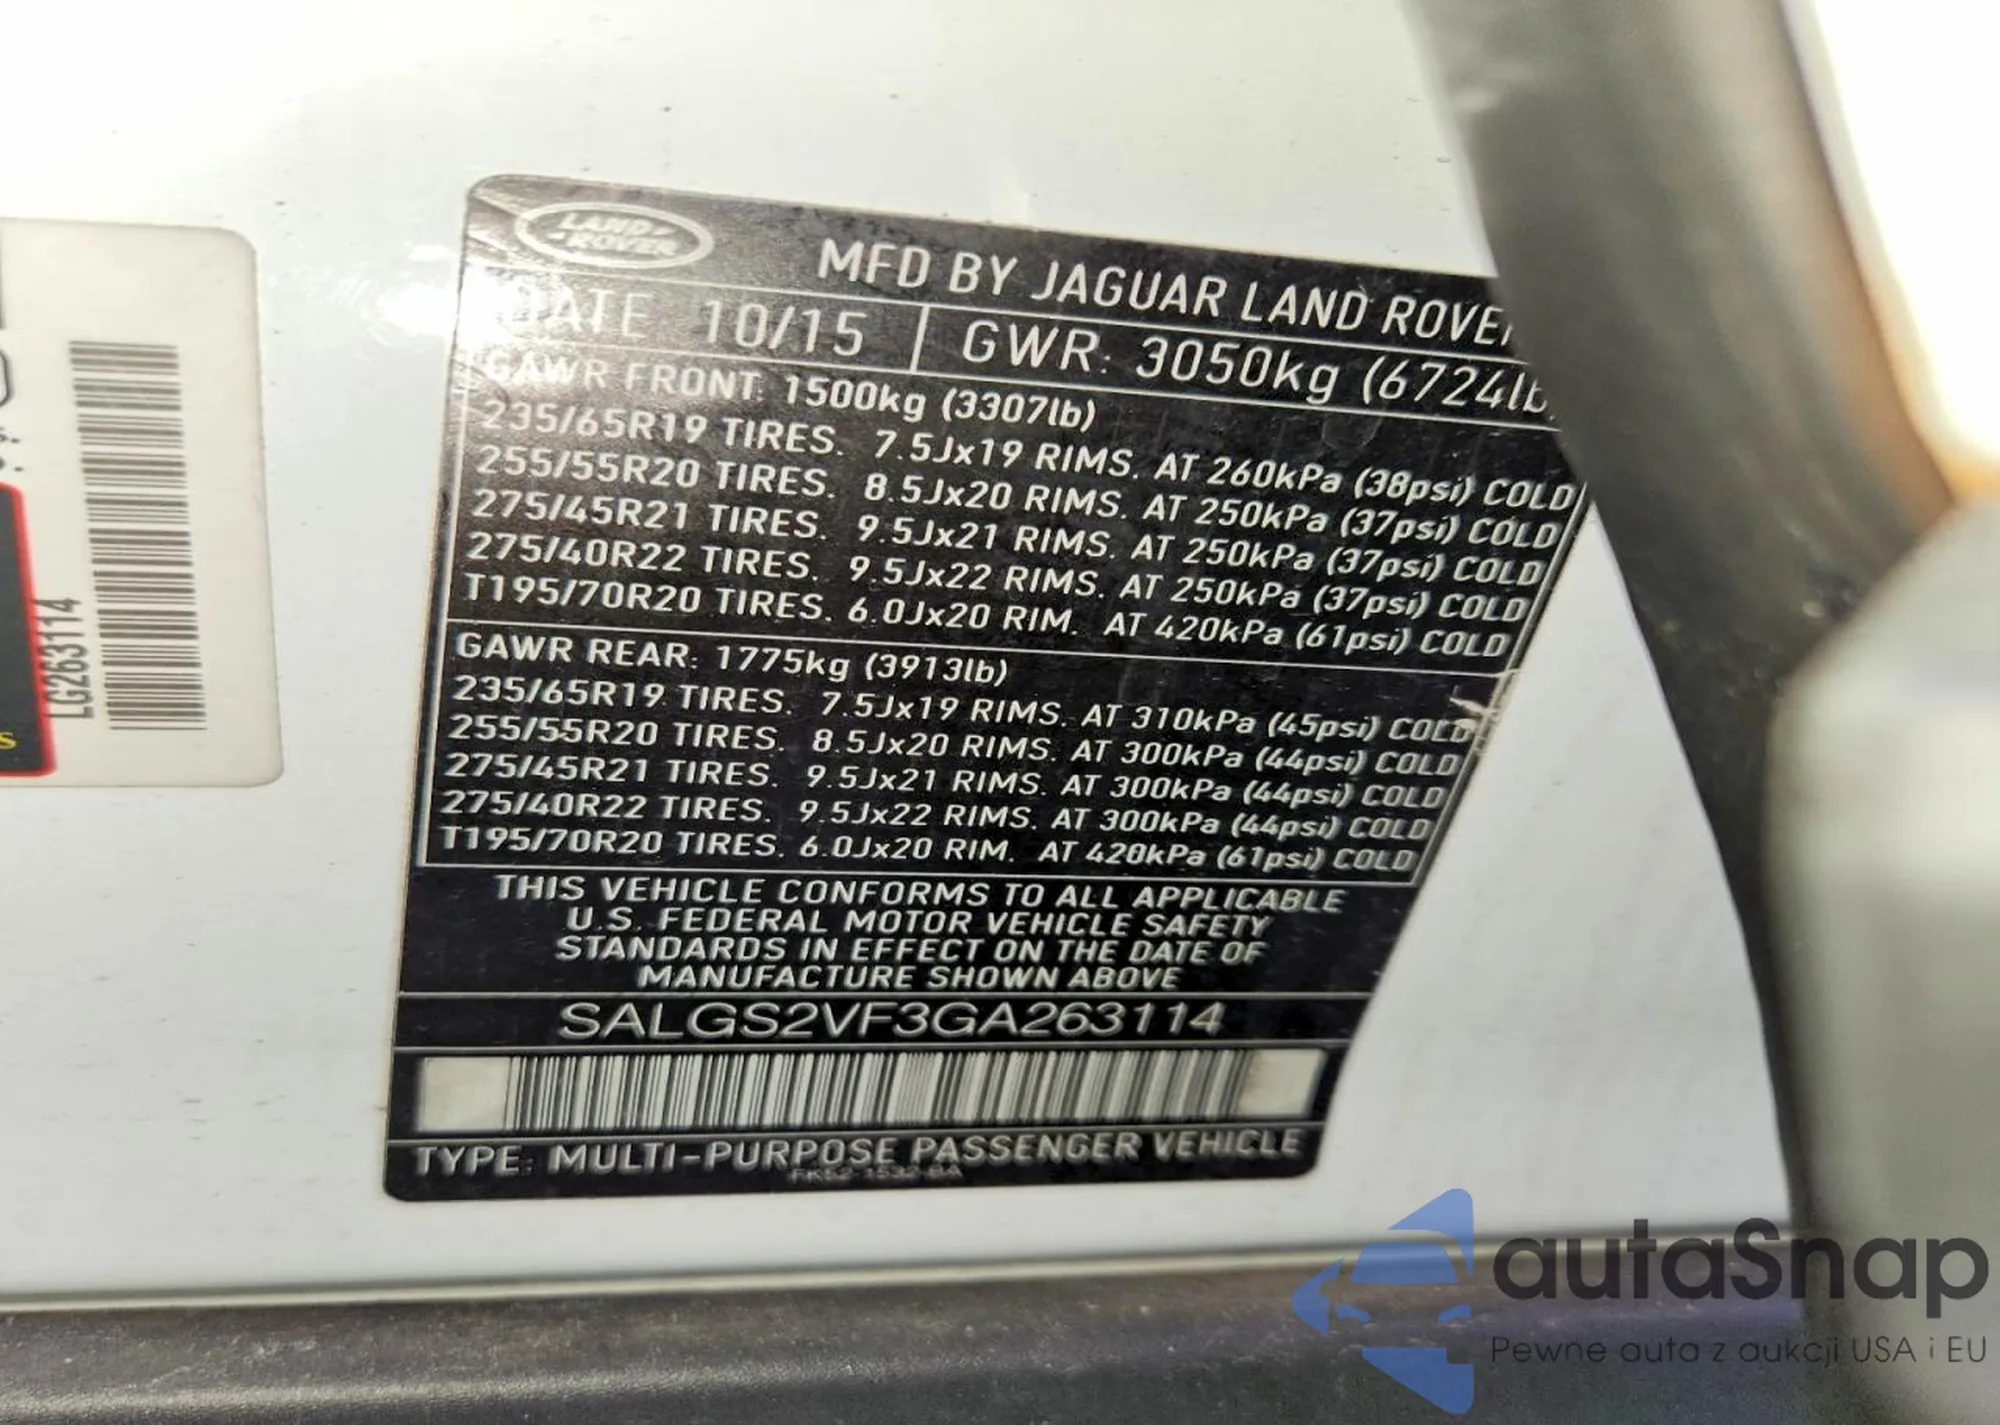 LAND-
-ROVER
MFD BY JAGUAR LAND ROVE
DATE 10/15 GWR: 3050kg (6724lb
GAWR FRONT: 1500kg (3307lb)
235/65R19 TIRES. 7.5Jx19 RIMS. AT 260kPa (38psi) COLD
255/55R20 TIRES. 8.5Jx20 RIMS. AT 250kPa (37psi) COLD
275/45R21 TIRES. 9.5Jx21 RIMS. AT 250kPa (37psi) COLD
275/40R22 TIRES. 9.5Jx22 RIMS. AT 250kPa (37psi) COLD
T195/70R20 TIRES. 6.0Jx20 RIM. AT 420kPa (61psi) COLD
GAWR REAR: 1775kg (3913lb)
235/65R19 TIRES. 7.5Jx19 RIMS. AT 310kPa (45psi) COLD
255/55R20 TIRES. 8.5Jx20 RIMS. AT 300kPa (44psi) COLD
275/45R21 TIRES. 9.5Jx21 RIMS. AT 300kPa (44psi) COLD
275/40R22 TIRES. 9.5Jx22 RIMS. AT 300kPa (44psi) COLD
T195/70R20 TIRES. 6.0Jx20 RIM. AT 420kPa (61psi) COLD
THIS VEHICLE CONFORMS TO ALL APPLICABLE
U.S. FEDERAL MOTOR VEHICLE SAFETY
STANDARDS IN EFFECT ON THE DATE OF
MANUFACTURE SHOWN ABOVE
SALGS2VF3GA263114
TYPE: MULTI-PURPOSE PASSENGER VEHICLE
LG263114
autaSnap
Pewne auta z aukcji USA i EU